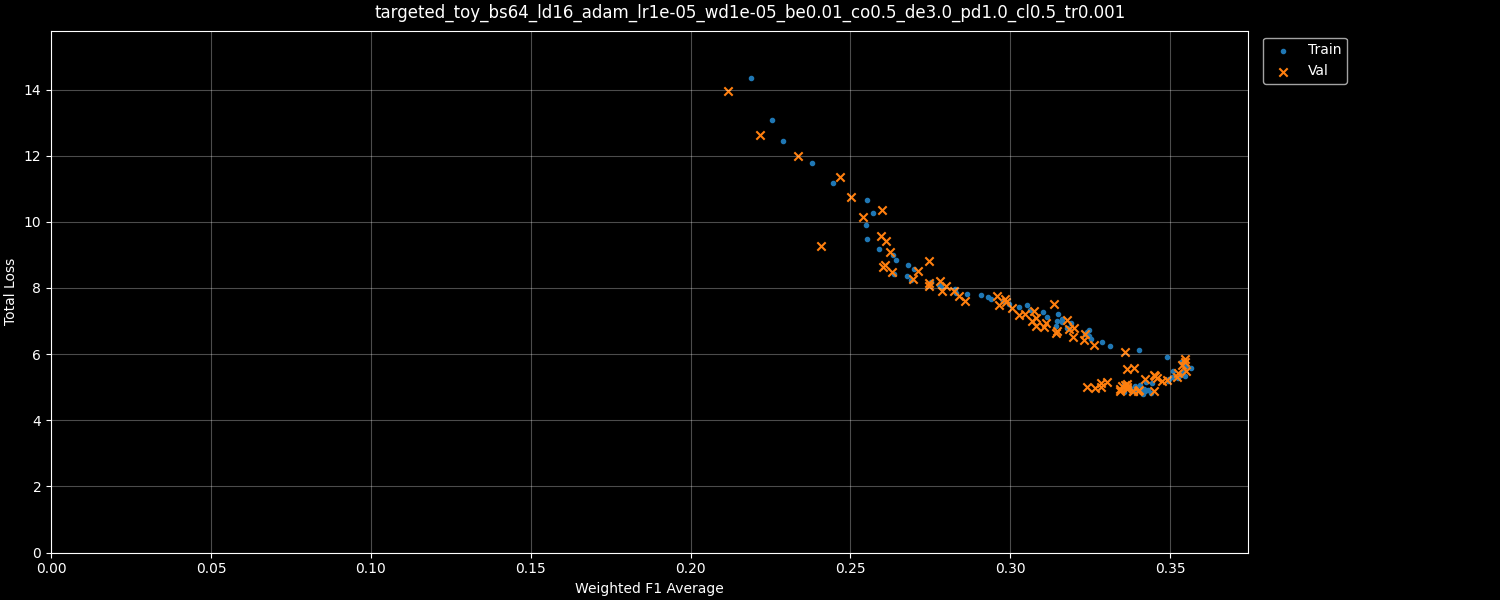 targeted_toy_bs64_ld16_adam_lr1e-05_wd1e-05_be0.01_co0.5_de3.0_pd1.0_cl0.5_tr0.001
Train
Val
14
12
10
8
6
4
2
0
Total Loss
0.00 0.05 0.10 0.15 0.20 0.25 0.30 0.35
Weighted F1 Average